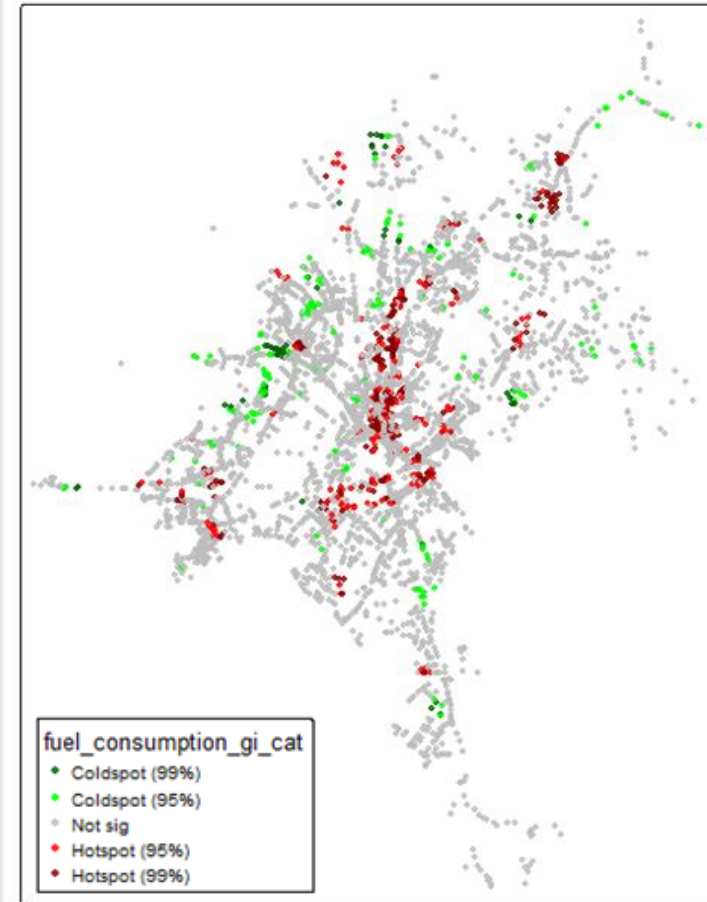 fuel_consumption_gi_cat
Coldspot (99%)
Coldspot (95%)
Not sig
Hotspot (95%)
Hotspot (99%)